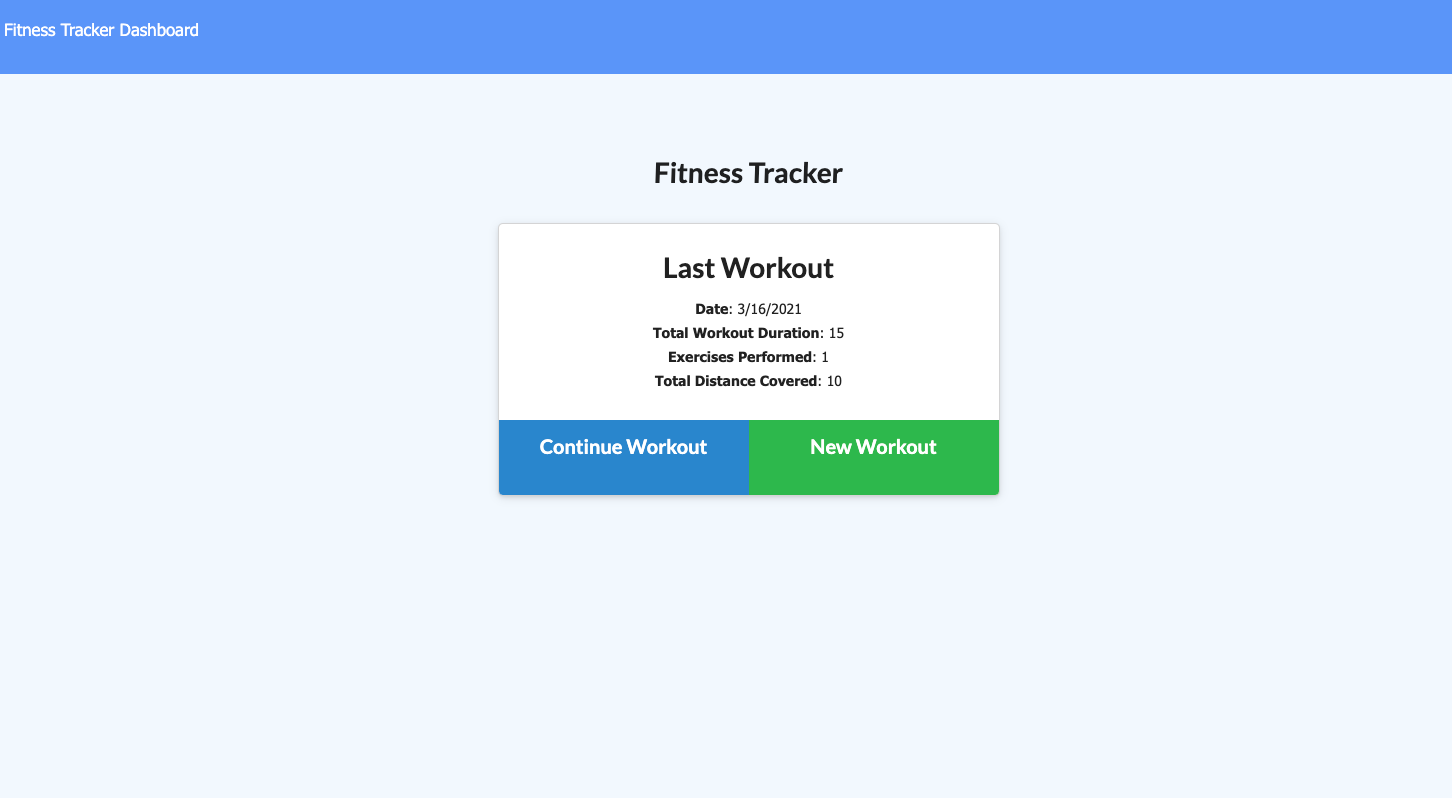 Fitness Tracker Dashboard
Fitness Tracker
Last Workout
Date: 3/16/2021
Total Workout Duration: 15
Exercises Performed: 1
Total Distance Covered: 10
Continue Workout
New Workout